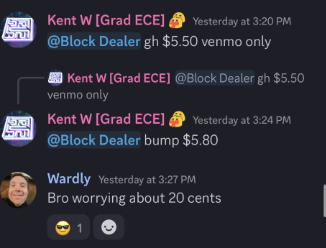 Kent W [Grad ECE] Yesterday at 3:20 PM
@Block Dealer gh $5.50 venmo only
Kent W [Grad ECE] @Block Dealer gh $5.50
venmo only
Kent W [Grad ECE] Yesterday at 3:24 PM
@Block Dealer bump $5.80
Wardly Yesterday at 3:27 PM
Bro worrying about 20 cents
1